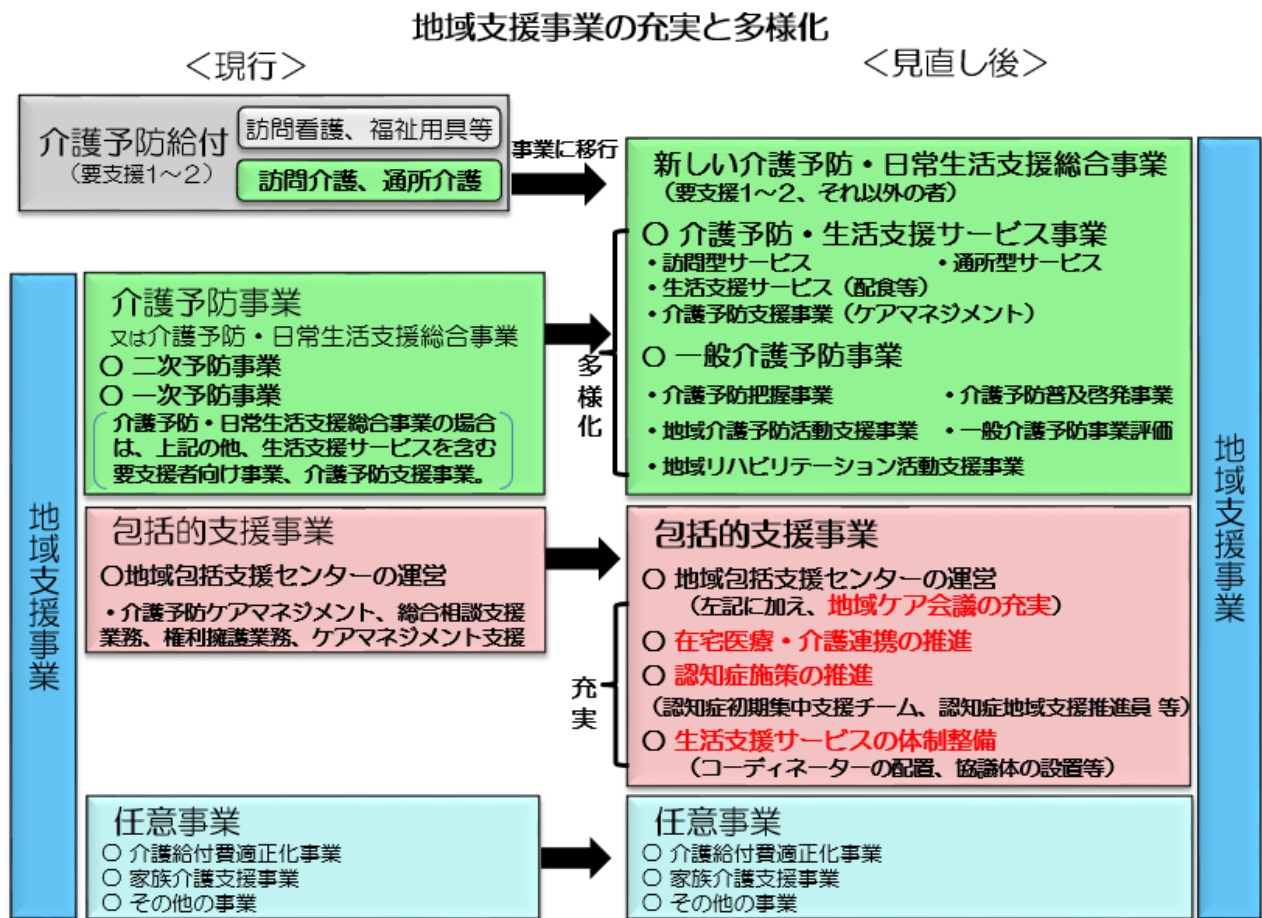 地域支援事業の充実と多様化
＜現行＞
＜見直し後＞
介護予防給付
（要支援1～2）
訪問看護、福祉用具等
訪問介護、通所介護
事業に移行
地域支援事業
介護予防事業
又は介護予防・日常生活支援総合事業
○ 二次予防事業
○ 一次予防事業
介護予防・日常生活支援総合事業の場合
は、上記の他、生活支援サービスを含む
要支援者向け事業、介護予防支援事業。
包括的支援事業
○地域包括支援センターの運営
・介護予防ケアマネジメント、総合相談支援
業務、権利擁護業務、ケアマネジメント支援
任意事業
○ 介護給付費適正化事業
○ 家族介護支援事業
○ その他の事業
多様化
充実
新しい介護予防・日常生活支援総合事業
（要支援1～2、それ以外の者）
○ 介護予防・生活支援サービス事業
・訪問型サービス ・通所型サービス
・生活支援サービス（配食等）
・介護予防支援事業（ケアマネジメント）
○ 一般介護予防事業
・介護予防把握事業 ・介護予防普及啓発事業
・地域介護予防活動支援事業 ・一般介護予防事業評価
・地域リハビリテーション活動支援事業
包括的支援事業
○ 地域包括支援センターの運営
（左記に加え、地域ケア会議の充実）
○ 在宅医療・介護連携の推進
○ 認知症施策の推進
（認知症初期集中支援チーム、認知症地域支援推進員 等）
○ 生活支援サービスの体制整備
（コーディネーターの配置、協議体の設置等）
任意事業
○ 介護給付費適正化事業
○ 家族介護支援事業
○ その他の事業
地域支援事業